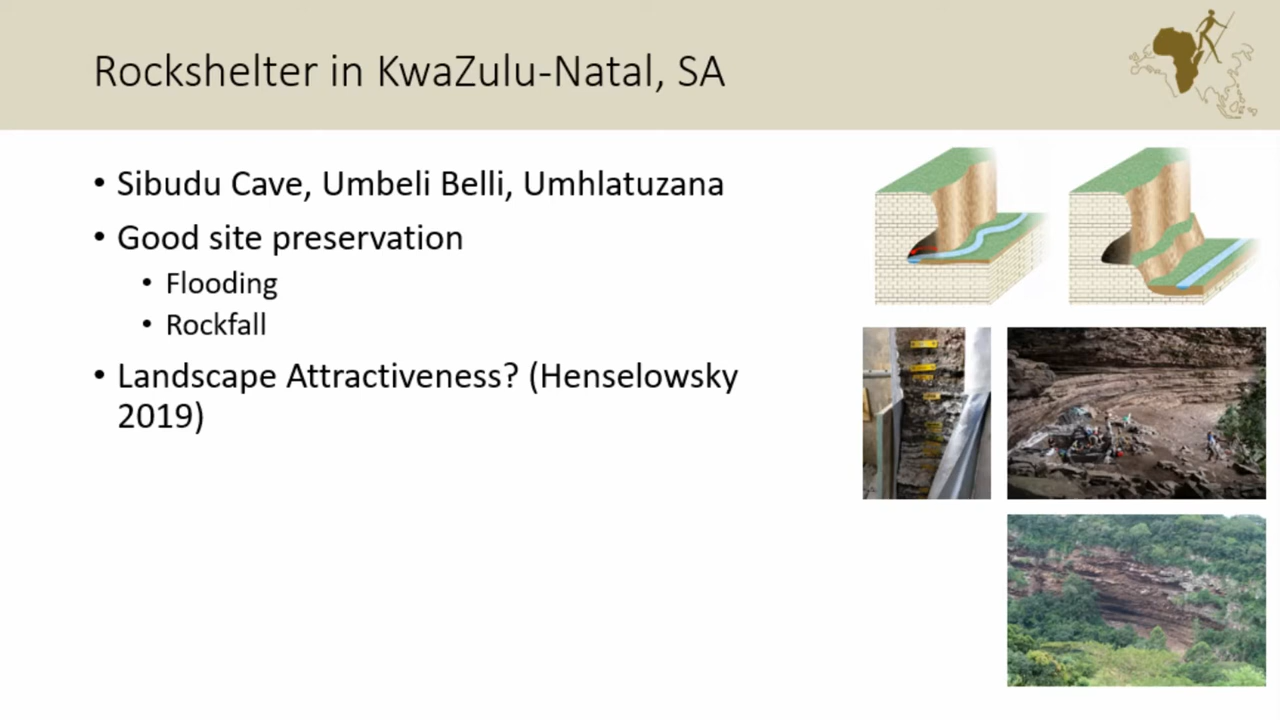 Rockshelter in KwaZulu-Natal, SA
• Sibudu Cave, Umbeli Belli, Umhlatuzana
• Good site preservation
• Flooding
• Rockfall
• Landscape Attractiveness? (Henselowsky
2019)